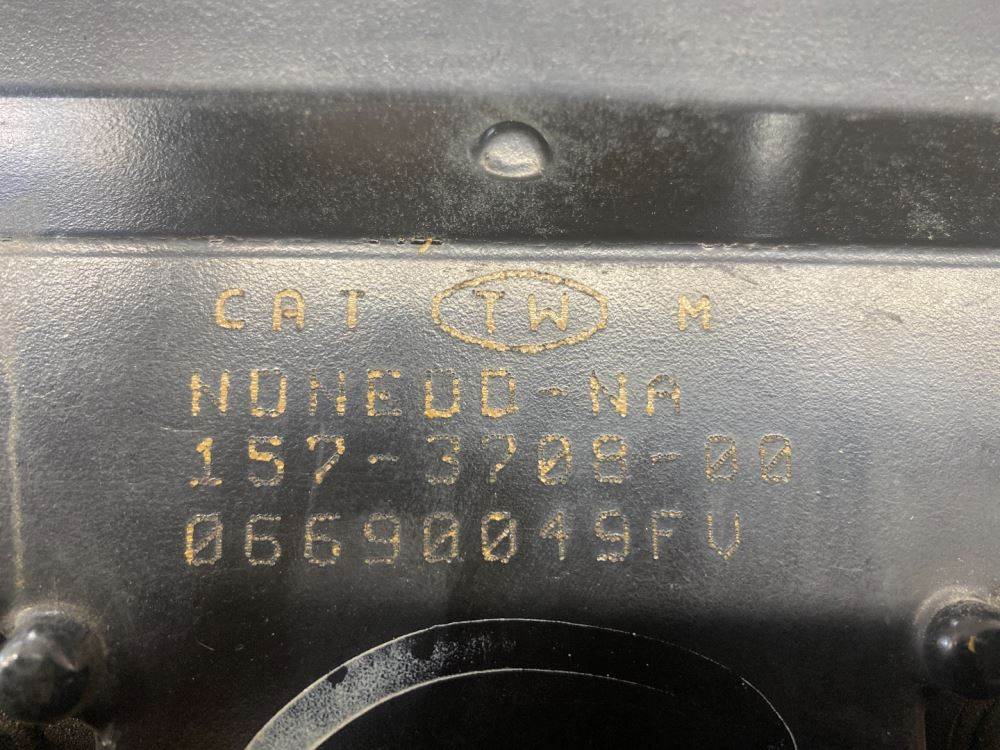 CAT TW M
NDNEDD-NA
157-3708-00
06690049FV